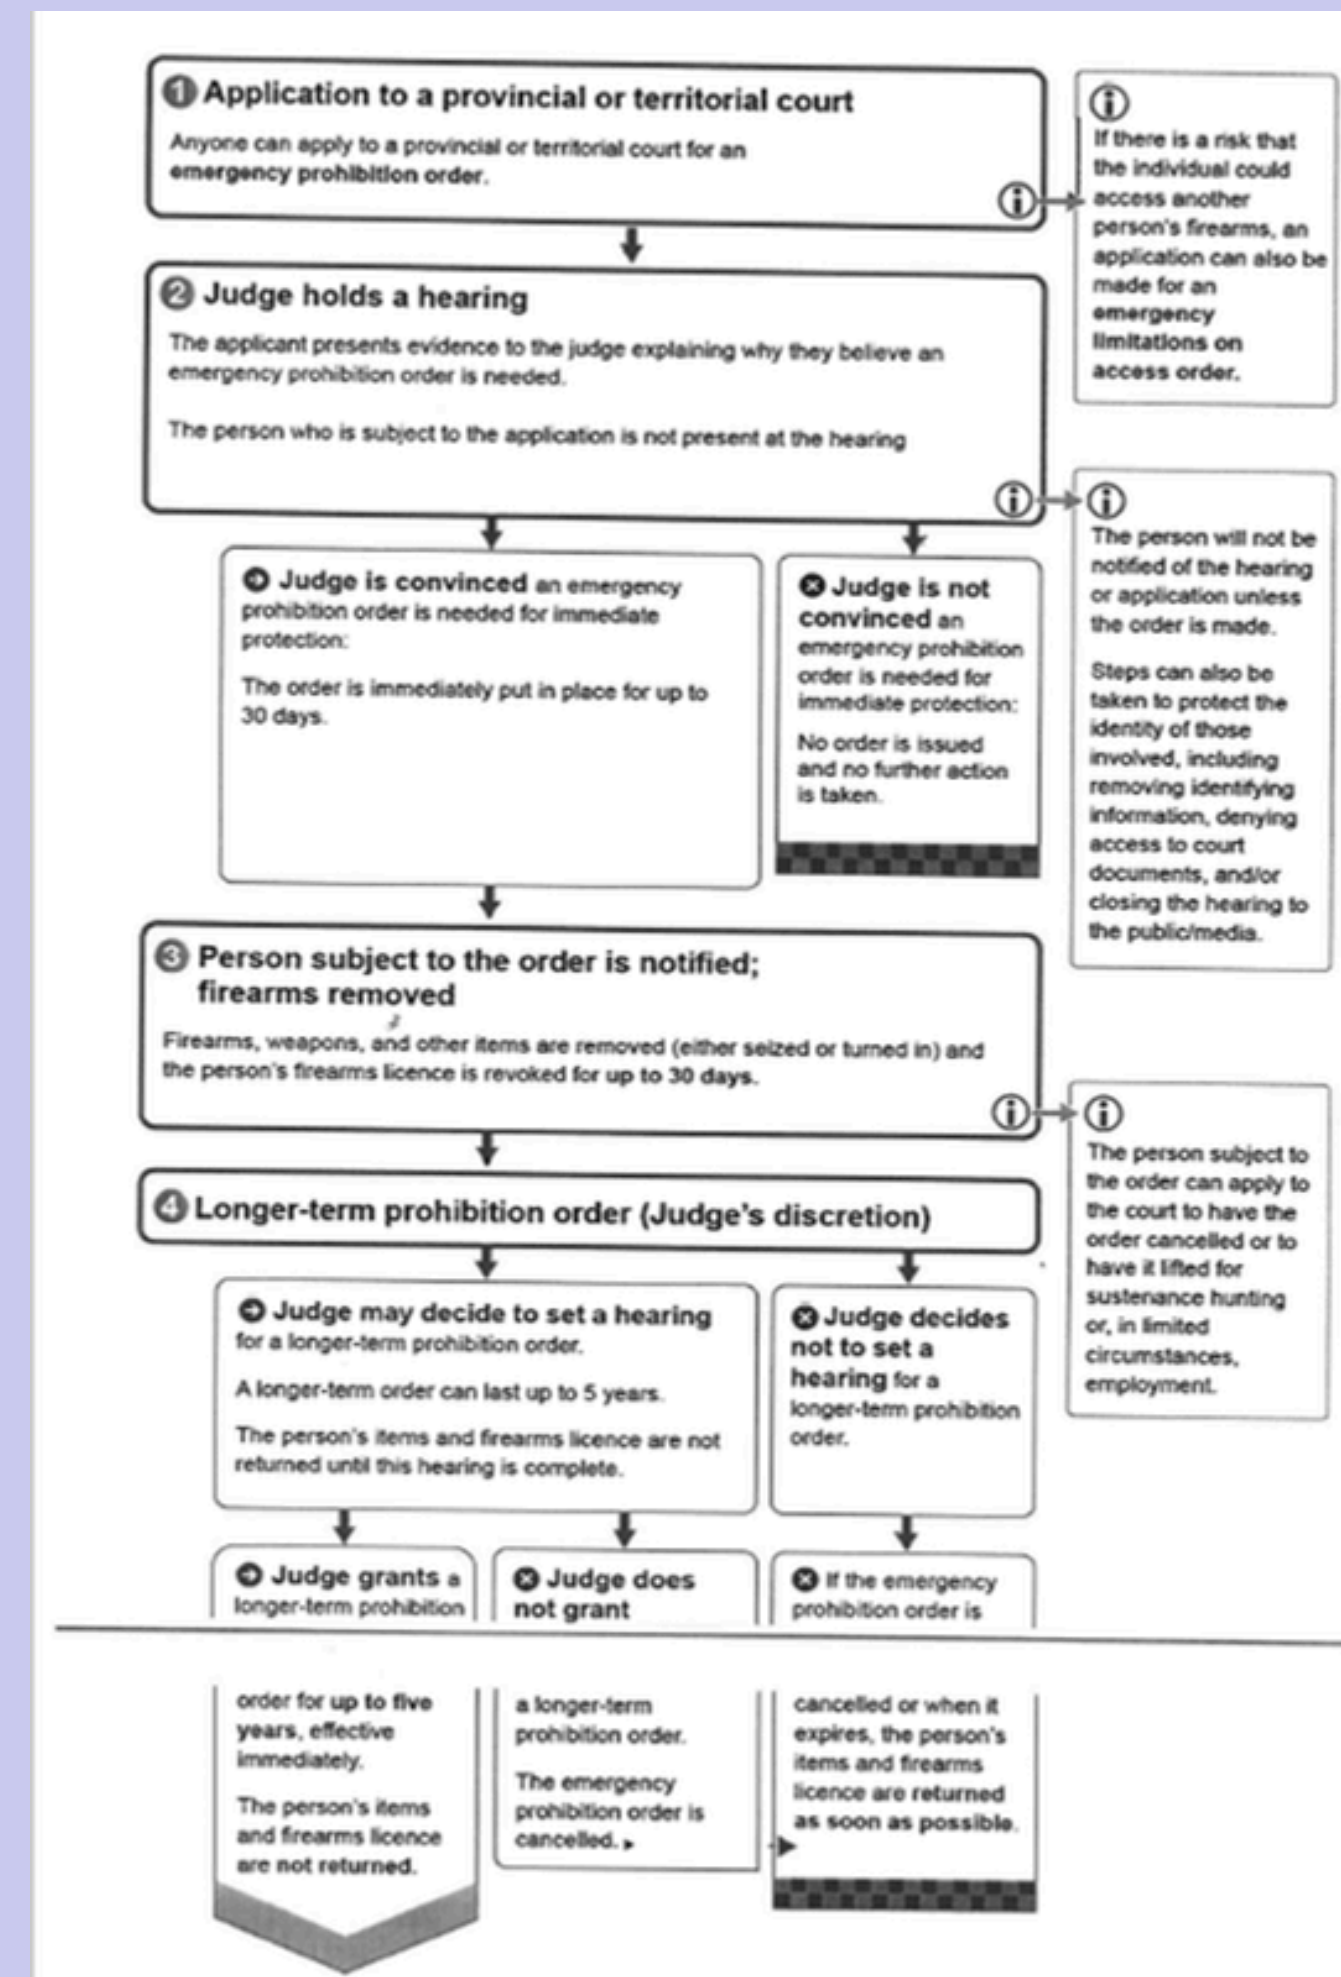 1 Application to a provincial or territorial court
Anyone can apply to a provincial or territorial court for an
emergency prohibition order.
If there is a risk that
the individual could
access another
person's firearms, an
application can also be
made for an
emergency
limitations on
access order.
2 Judge holds a hearing
The applicant presents evidence to the judge explaining why they believe an
emergency prohibition order is needed.
The person who is subject to the application is not present at the hearing
The person will not be
notified of the hearing
or application unless
the order is made.
Steps can also be
taken to protect the
identity of those
involved, including
removing identifying
information, denying
access to court
documents, and/or
closing the hearing to
the public/media.
Judge is convinced an emergency
prohibition order is needed for immediate
protection:
The order is immediately put in place for up to
30 days.
Judge is not
convinced an
emergency prohibition
order is needed for
immediate protection:
No order is issued
and no further action
is taken.
3 Person subject to the order is notified;
firearms removed
Firearms, weapons, and other items are removed (either seized or turned in) and
the person's firearms licence is revoked for up to 30 days.
The person subject to
the order can apply to
the court to have the
order cancelled or to
have it lifted for
sustenance hunting
or, in limited
circumstances,
employment.
4 Longer-term prohibition order (Judge's discretion)
Judge may decide to set a hearing
for a longer-term prohibition order.
A longer-term order can last up to 5 years.
The person's items and firearms licence are not
returned until this hearing is complete.
Judge decides
not to set a
hearing for a
longer-term prohibition
order.
Judge grants a
longer-term prohibition
order for up to five
years, effective
immediately.
The person's items
and firearms licence
are not returned.
Judge does
not grant
a longer-term
prohibition order.
The emergency
prohibition order is
cancelled.
If the emergency
prohibition order is
cancelled or when it
expires, the person's
items and firearms
licence are returned
as soon as possible.